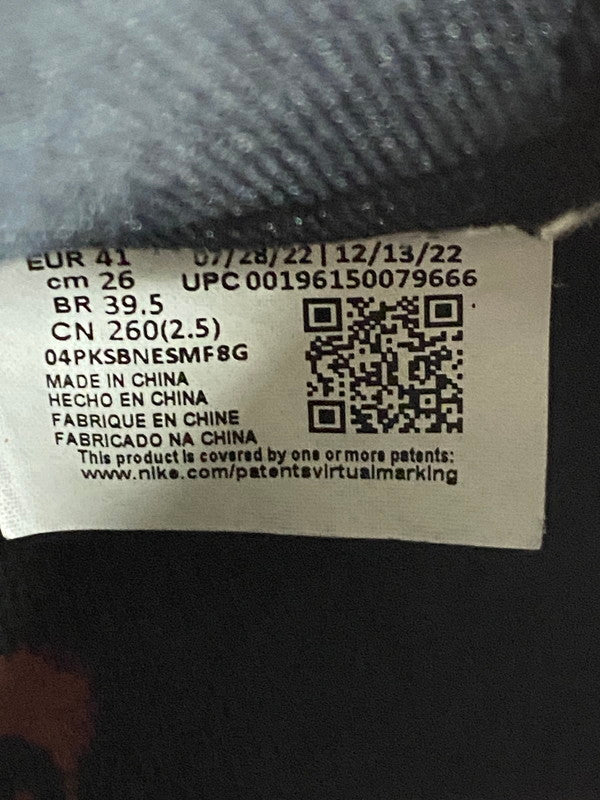 EUR 41 07/28/22 | 12/13/22
cm 26 UPC 00196150079666
BR 39.5
CN 260(2.5)
04PKSBNESMF8G
MADE IN CHINA
HECHO EN CHINA
FABRIQUE EN CHINE
FABRICADO NA CHINA
This product is covered by one or more patents:
www.nike.com/patentsvirtualmarking